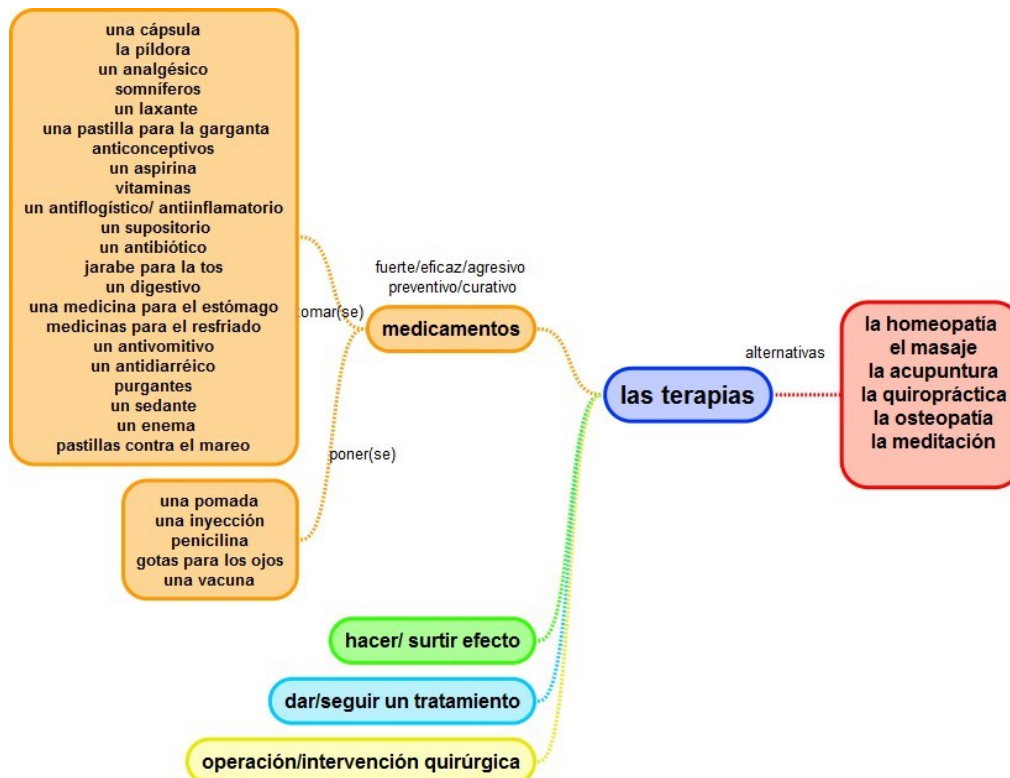 una cápsula
la píldora
un analgésico
somníferos
un laxante
una pastilla para la garganta
anticonceptivos
un aspirina
vitaminas
un antiflogístico/ antiinflamatorio
un supositorio
un antibiótico
jarabe para la tos
un digestivo
una medicina para el estómago
medicinas para el resfriado
un antivomitivo
un antidiarréico
purgantes
un sedante
un enema
pastillas contra el mareo
tomar(se)
fuerte/eficaz/agresivo
preventivo/curativo
medicamentos
poner(se)
una pomada
una inyección
penicilina
gotas para los ojos
una vacuna
hacer/ surtir efecto
dar/seguir un tratamiento
operación/intervención quirúrgica
las terapias
alternativas
la homeopatía
el masaje
la acupuntura
la quiropráctica
la osteopatía
la meditación